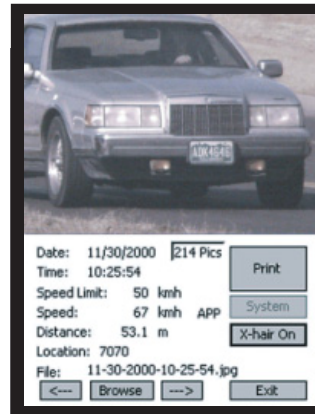 ADK4646
Date: 11/30/2000 214 Pics
Time: 10:25:54
Print
Speed Limit: 50 kmh
System
Speed: 67 kmh APP
Distance: 53.1 m
X-hair On
Location: 7070
File: 11-30-2000-10-25-54.jpg
<--- Browse ---> Exit